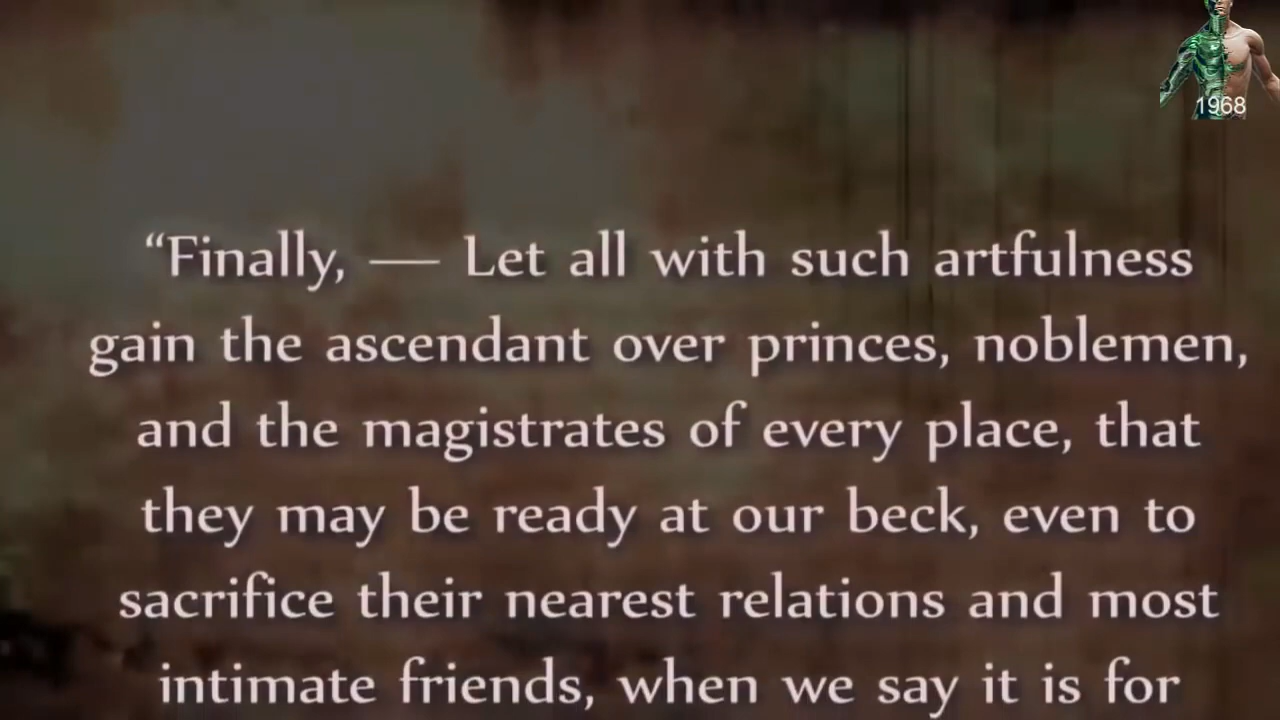 1968
“Finally, — Let all with such artfulness
gain the ascendant over princes, noblemen,
and the magistrates of every place, that
they may be ready at our beck, even to
sacrifice their nearest relations and most
intimate friends, when we say it is for